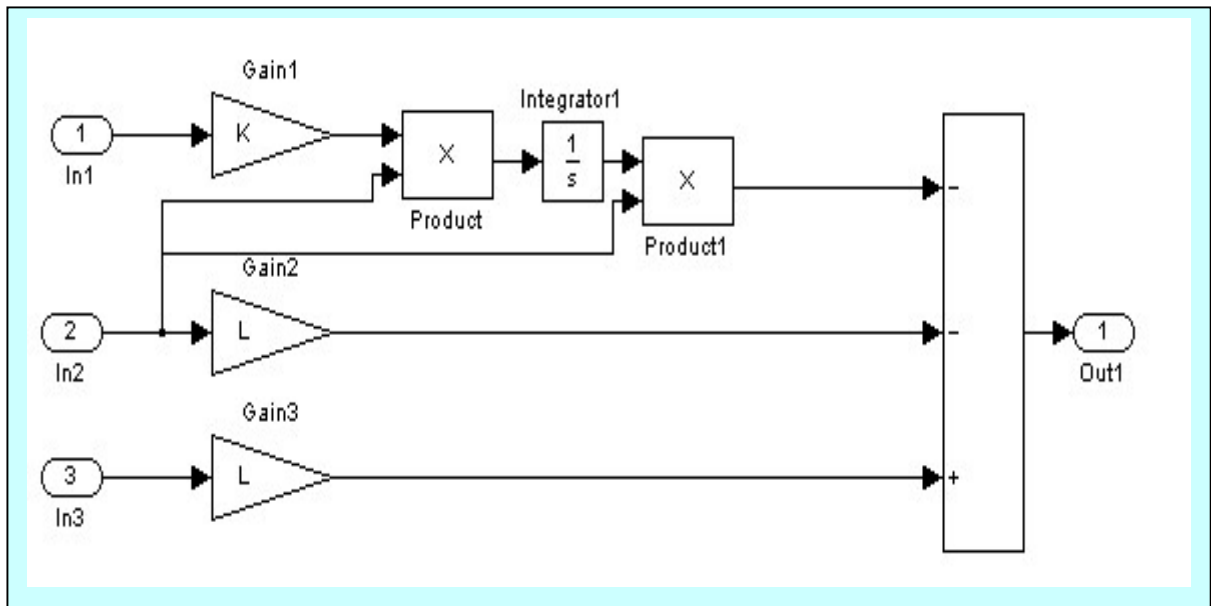 Gain1
Integrator1
1
K
X
1
s
X
In1
Product
Product1
-
Gain2
2
L
-
1
In2
Out1
Gain3
3
L
+
In3